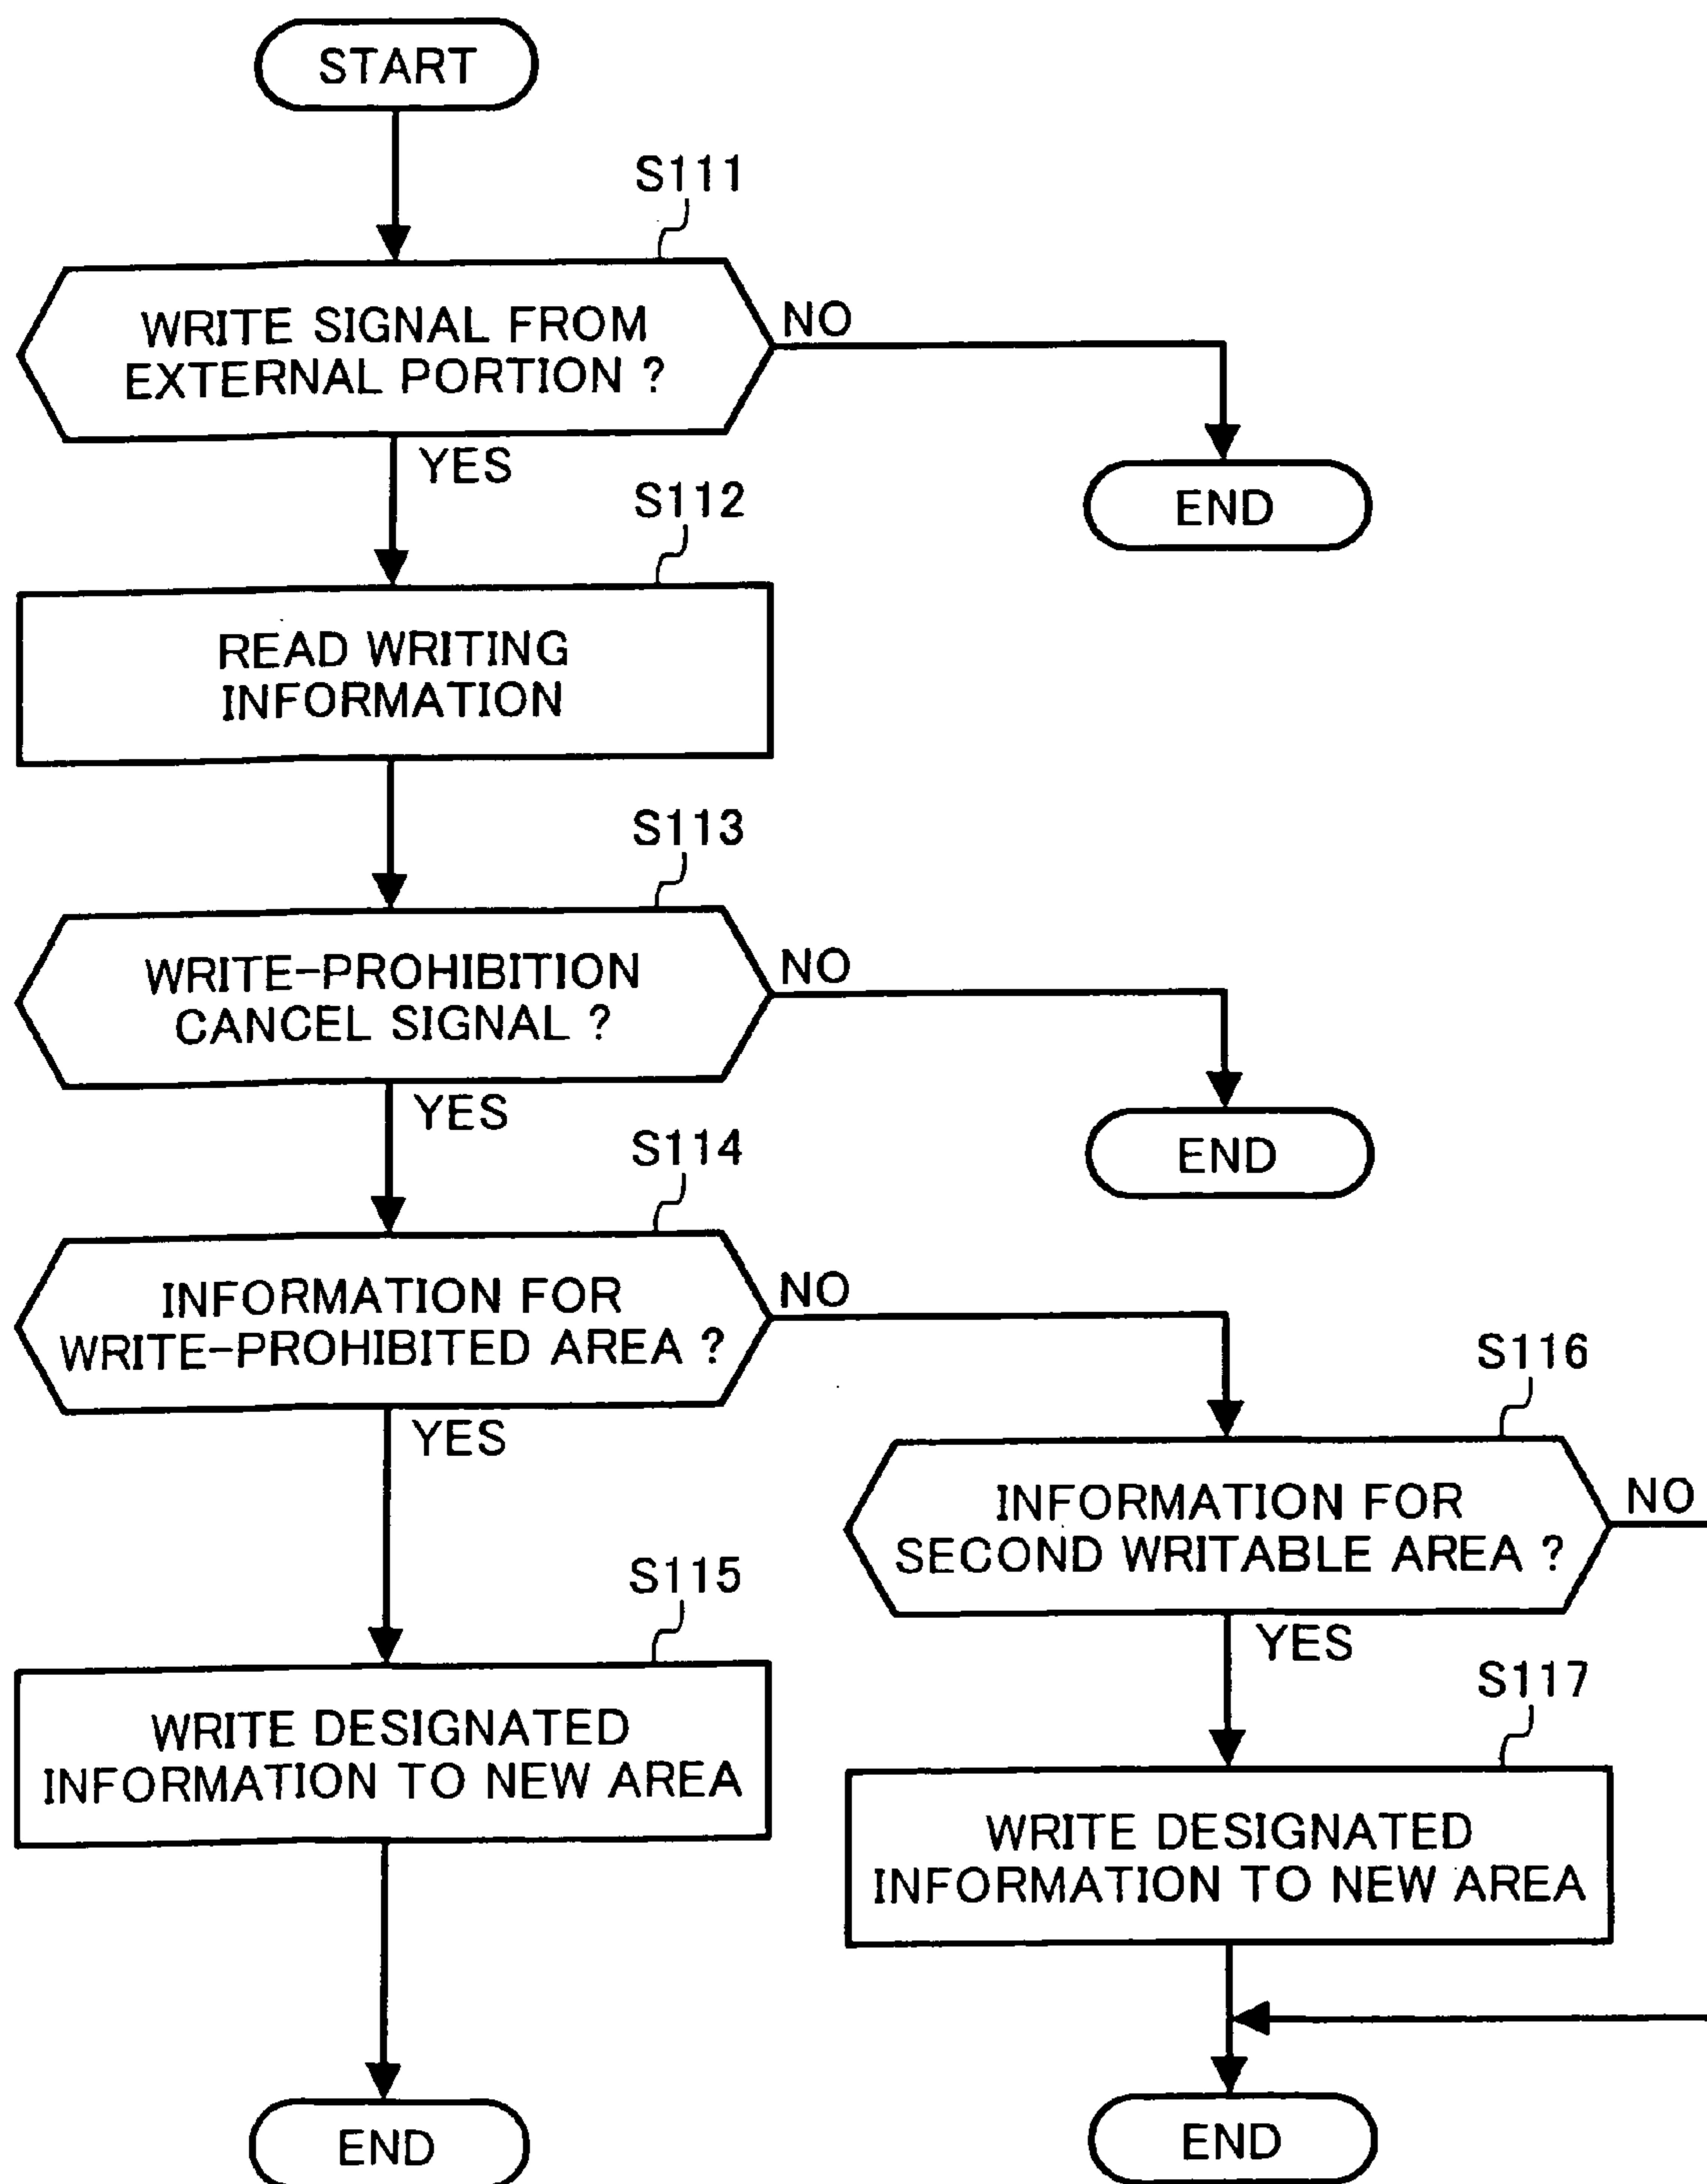 START
S111
WRITE SIGNAL FROM
EXTERNAL PORTION ?
NO
END
YES
S112
READ WRITING
INFORMATION
S113
WRITE-PROHIBITION
CANCEL SIGNAL ?
NO
END
YES
S114
INFORMATION FOR
WRITE-PROHIBITED AREA ?
NO
YES
S116
INFORMATION FOR
SECOND WRITABLE AREA ?
NO
YES
S115
WRITE DESIGNATED
INFORMATION TO NEW AREA
S117
WRITE DESIGNATED
INFORMATION TO NEW AREA
END
END